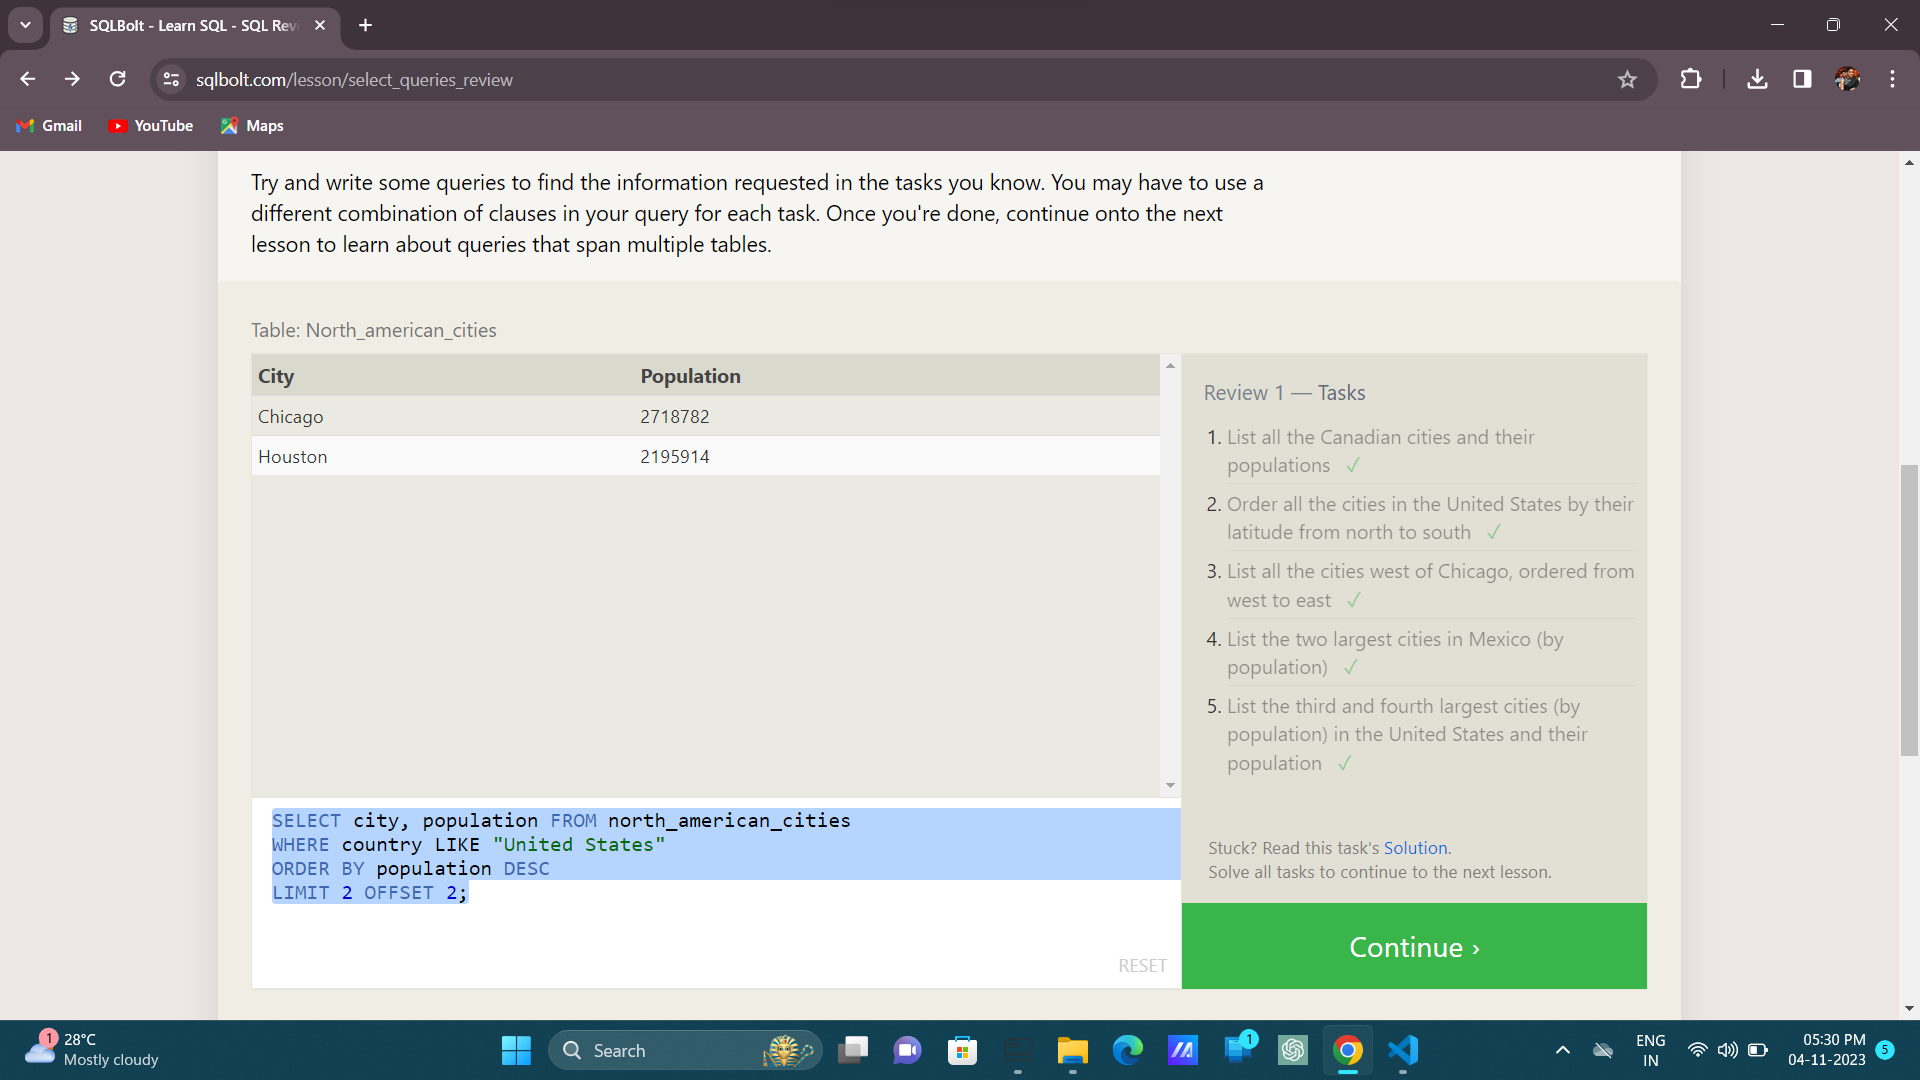 SQLBolt - Learn SQL - SQL Revi
sqlbolt.com/lesson/select_queries_review
Gmail
YouTube
Maps
Try and write some queries to find the information requested in the tasks you know. You may have to use a
different combination of clauses in your query for each task. Once you're done, continue onto the next
lesson to learn about queries that span multiple tables.
Table: North_american_cities
City Population
Chicago 2718782
Houston 2195914
SELECT city, population FROM north_american_cities
WHERE country LIKE "United States"
ORDER BY population DESC
LIMIT 2 OFFSET 2;
RESET
Review 1 — Tasks
1. List all the Canadian cities and their
populations ✓
2. Order all the cities in the United States by their
latitude from north to south ✓
3. List all the cities west of Chicago, ordered from
west to east ✓
4. List the two largest cities in Mexico (by
population) ✓
5. List the third and fourth largest cities (by
population) in the United States and their
population ✓
Stuck? Read this task's Solution.
Solve all tasks to continue to the next lesson.
Continue ›
1
28°C
Mostly cloudy
Search
1
ENG
IN
05:30 PM
04-11-2023
5